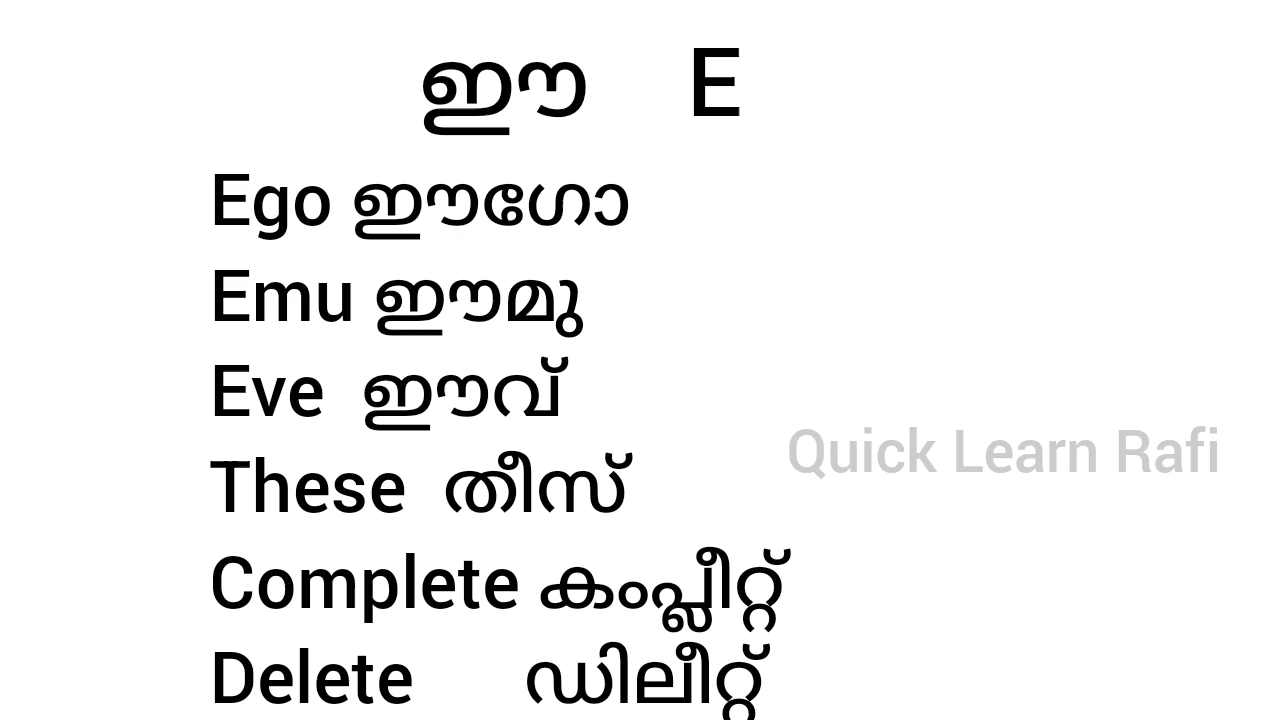 ഈ E
Ego ഈഗോ
Emu ഈമു
Eve ഈവ്
These തീസ്
Quick Learn Rafi
Complete കംപ്ലീറ്റ്
Delete ഡിലീറ്റ്